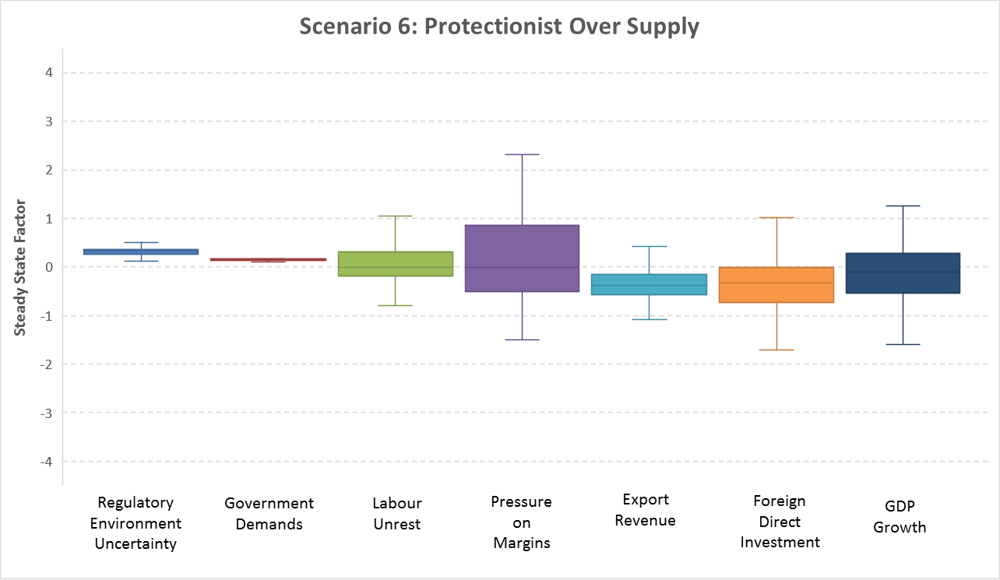 Scenario 6: Protectionist Over Supply
Steady State Factor
4
3
2
1
0
-1
-2
-3
-4
Regulatory
Environment
Uncertainty
Government
Demands
Labour
Unrest
Pressure
on
Margins
Export
Revenue
Foreign
Direct
Investment
GDP
Growth